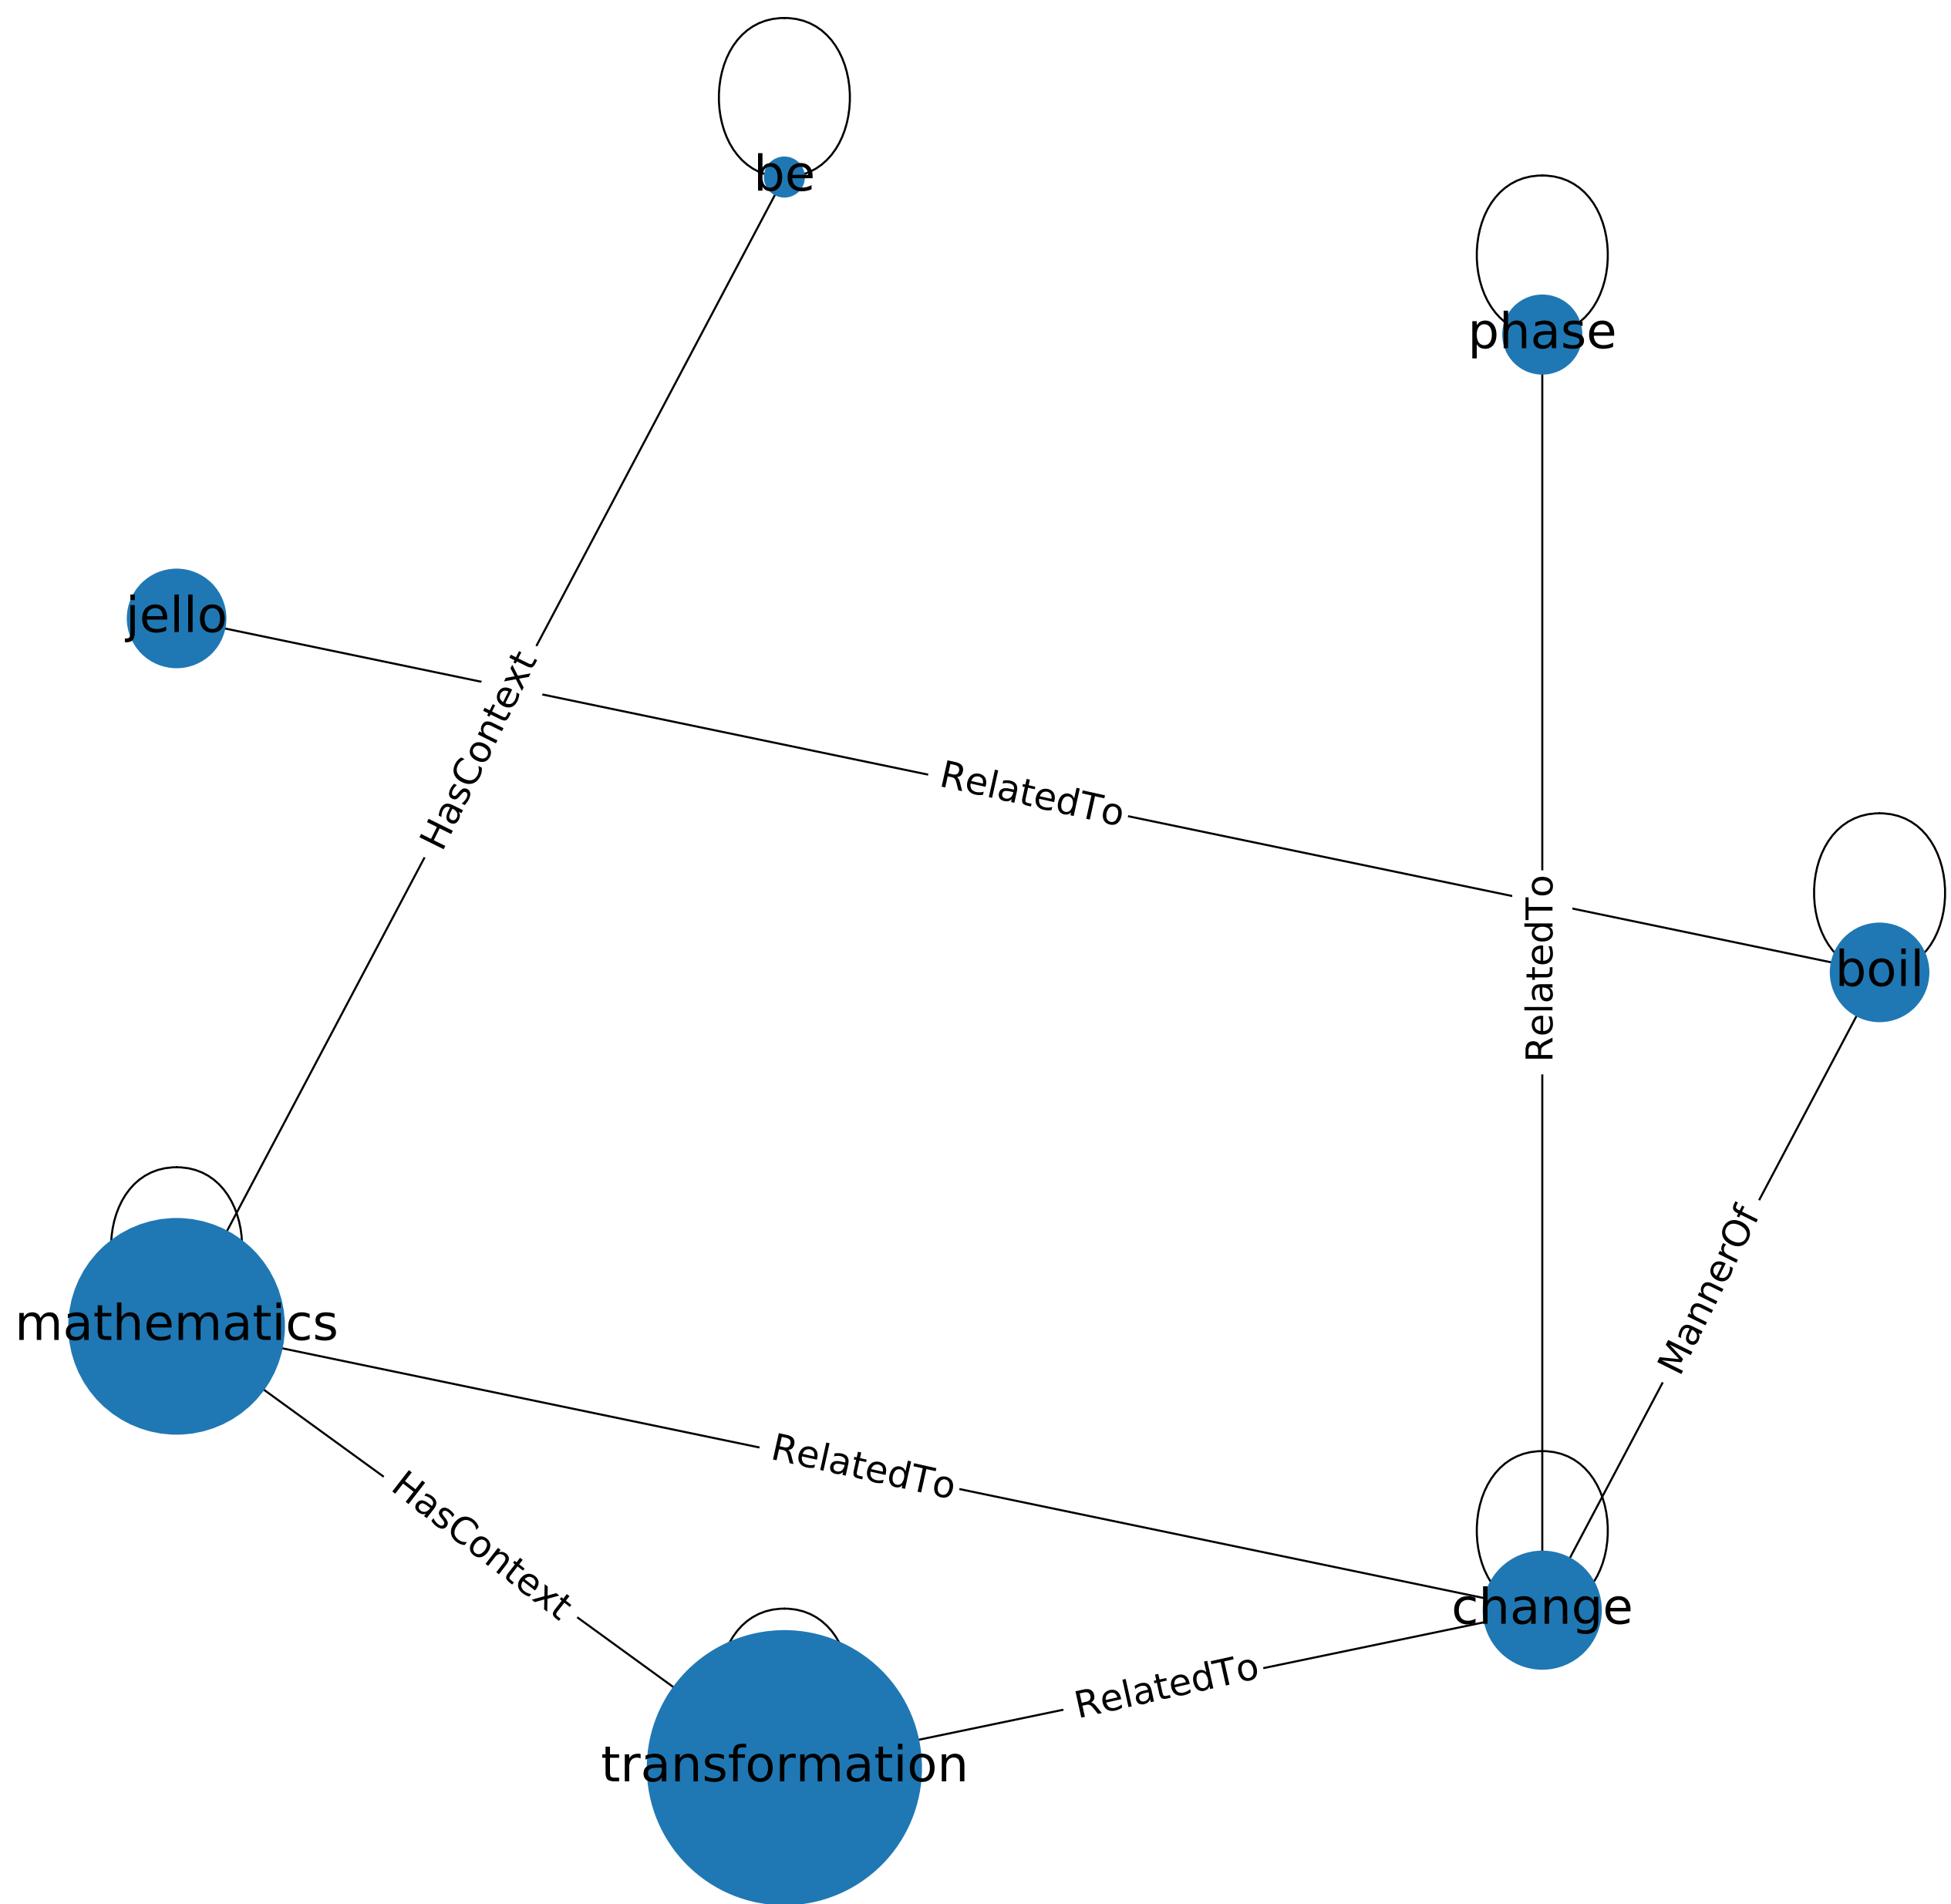 be
phase
jello
HasContext
RelatedTo
RelatedTo
boil
MannerOf
mathematics
RelatedTo
HasContext
change
RelatedTo
transformation